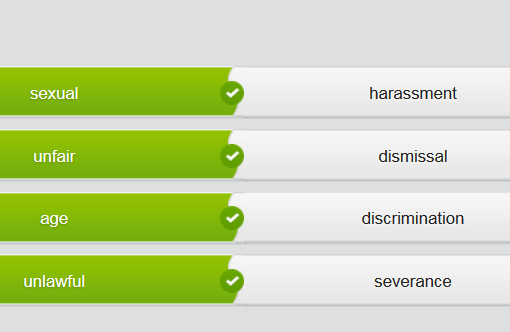 sexual harassment
unfair dismissal
age discrimination
unlawful severance